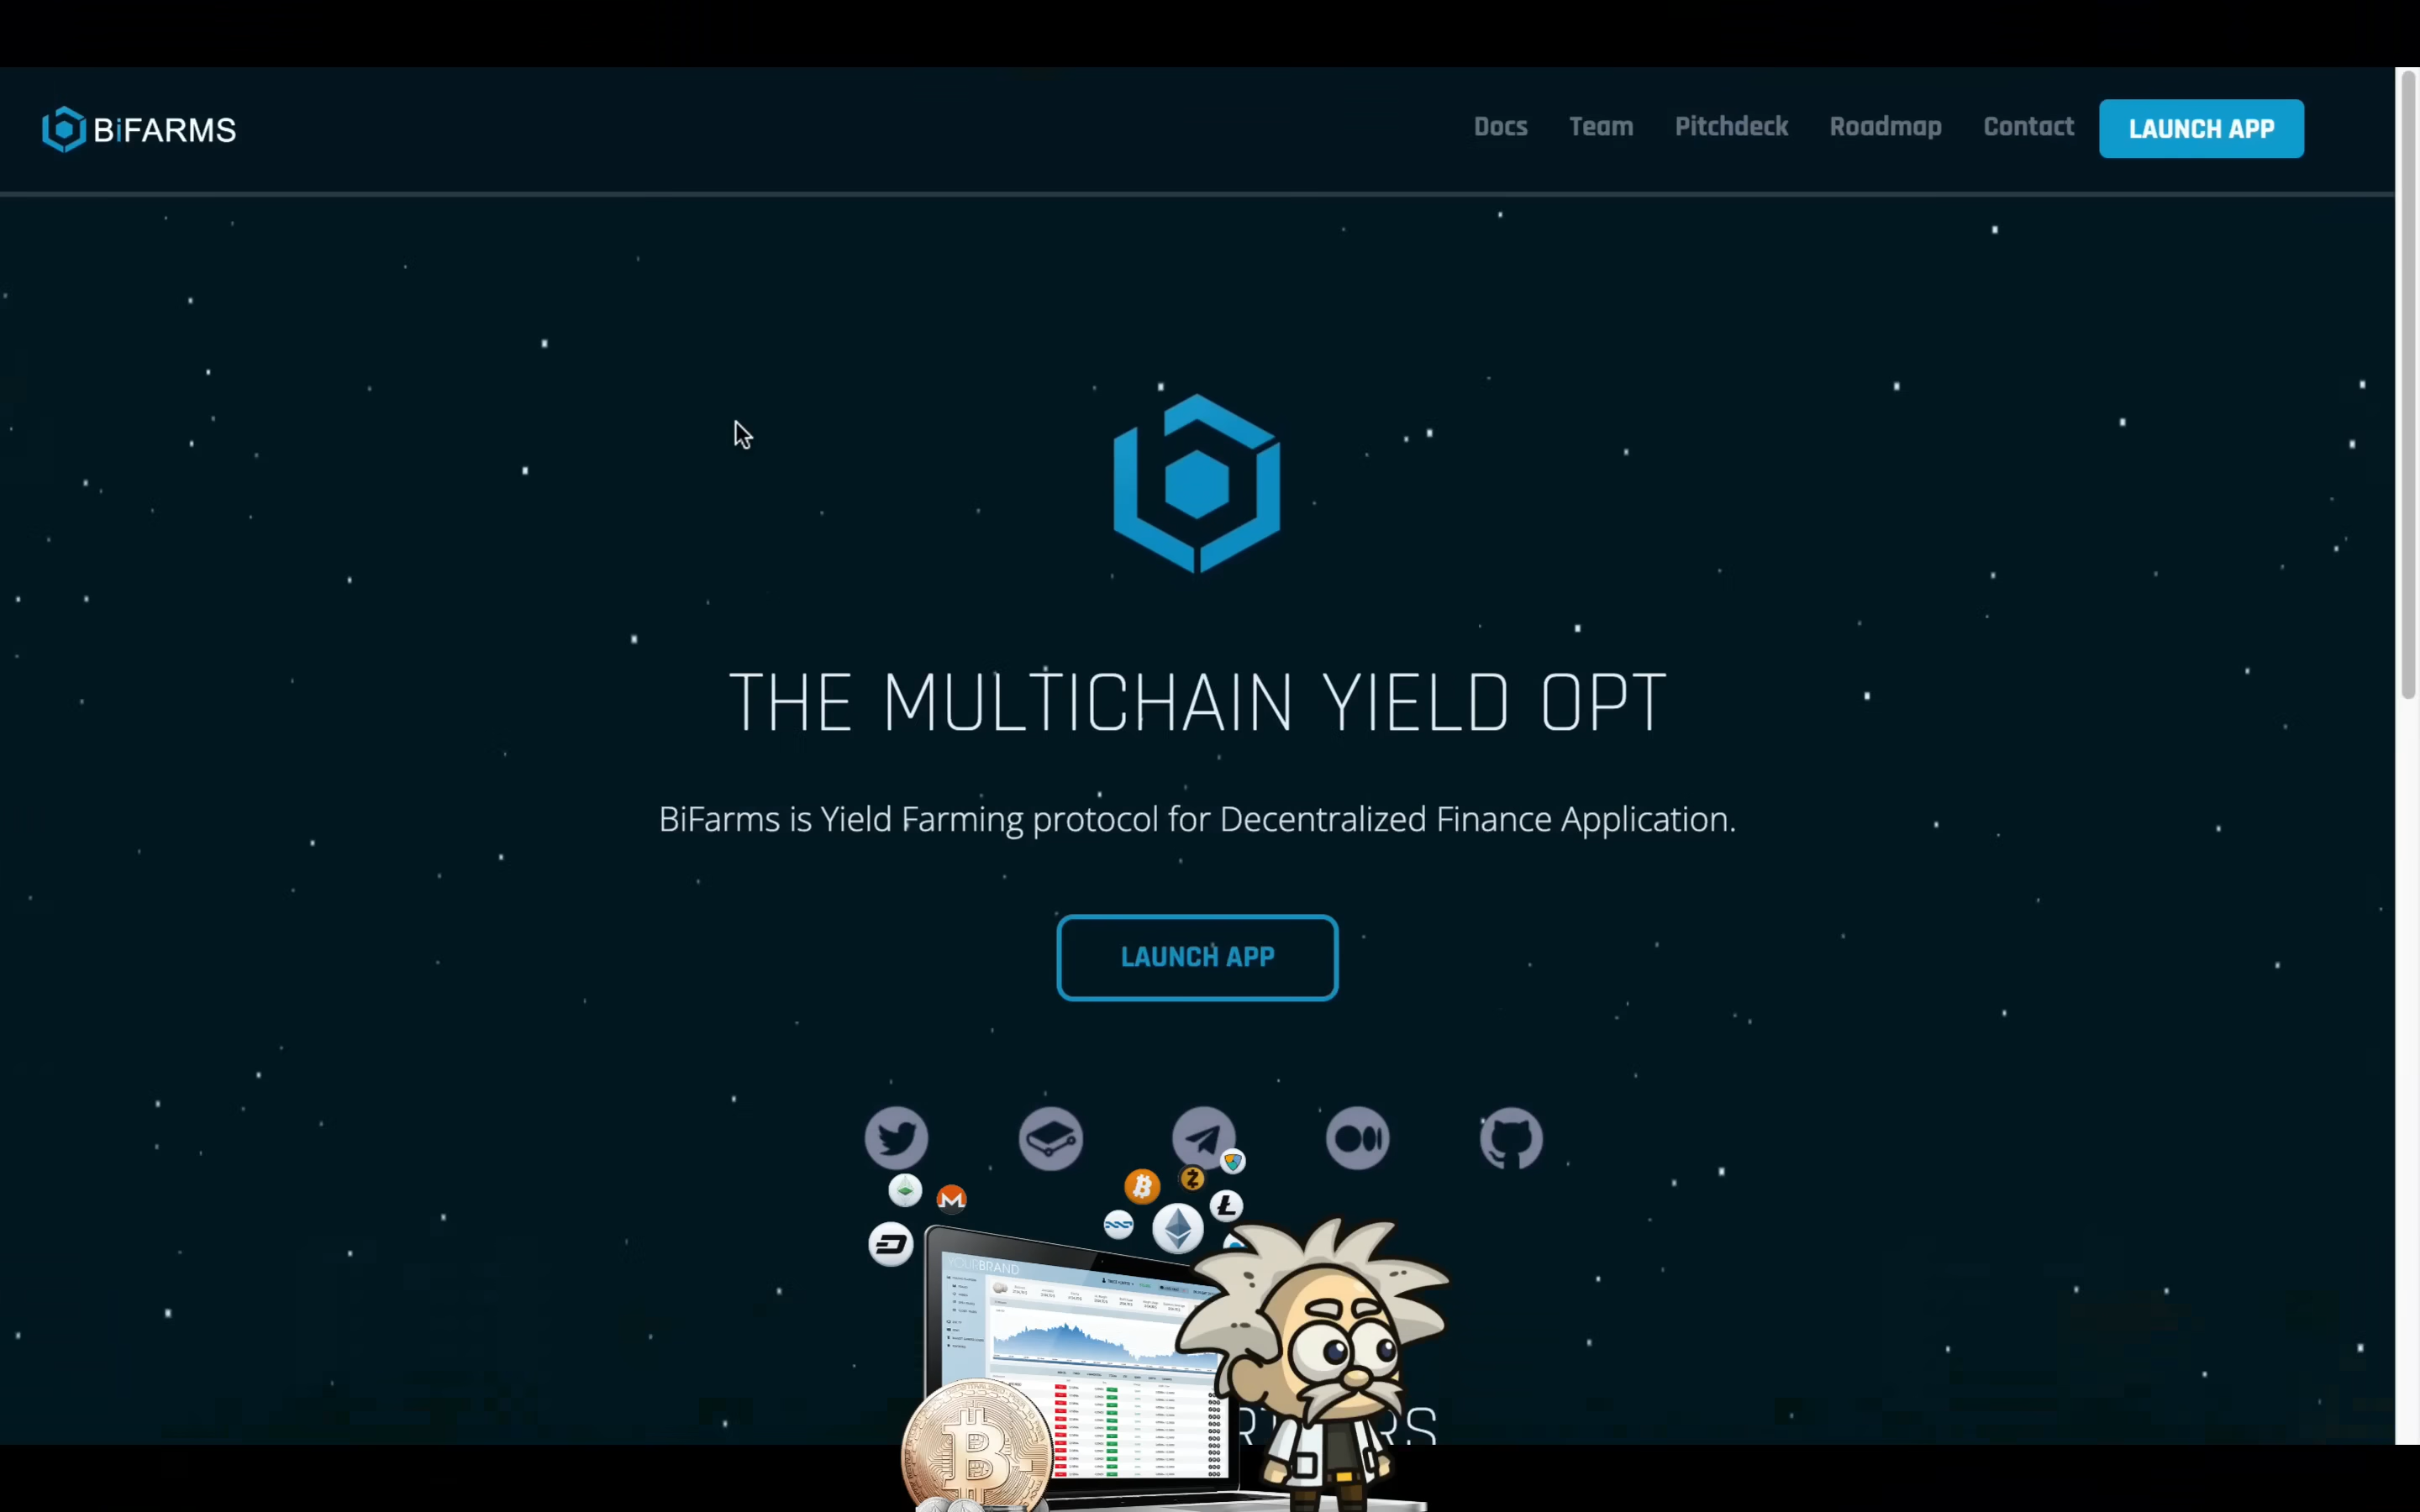 BiFARMS
Docs Team Pitchdeck Roadmap Contact LAUNCH APP
THE MULTICHAIN YIELD OPT
BiFarms is Yield Farming protocol for Decentralized Finance Application.
LAUNCH APP
YOURBRAND